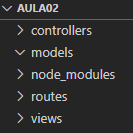 AULA02
controllers
models
node_modules
routes
views